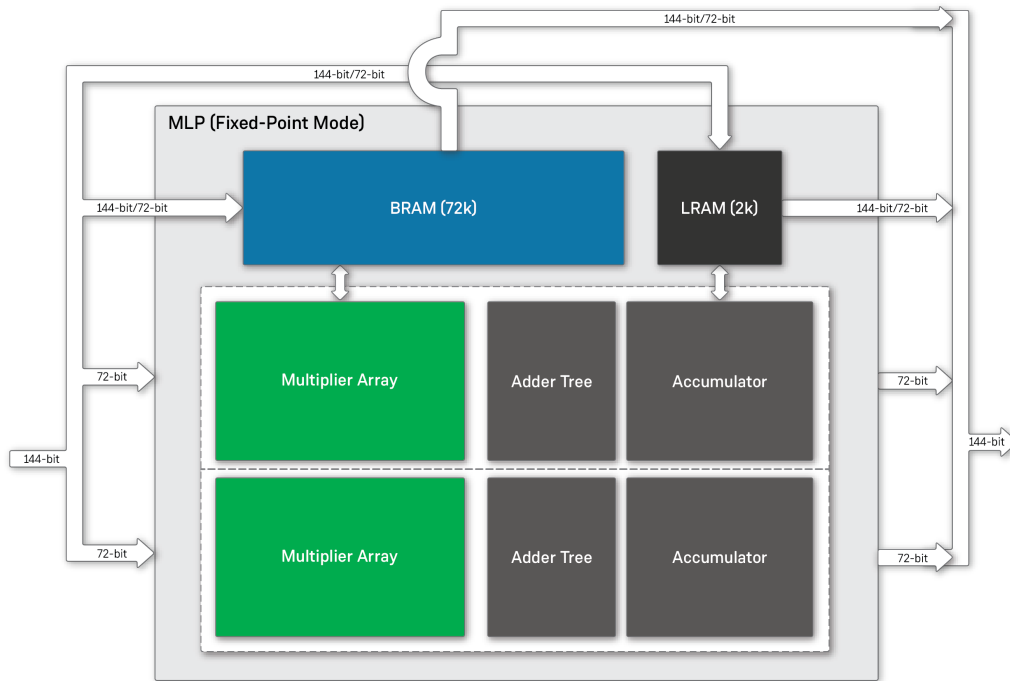 144-bit/72-bit
144-bit/72-bit
MLP (Fixed-Point Mode)
144-bit/72-bit
BRAM (72k)
LRAM (2k)
144-bit/72-bit
72-bit
Multiplier Array
Adder Tree
Accumulator
72-bit
144-bit
144-bit
72-bit
Multiplier Array
Adder Tree
Accumulator
72-bit